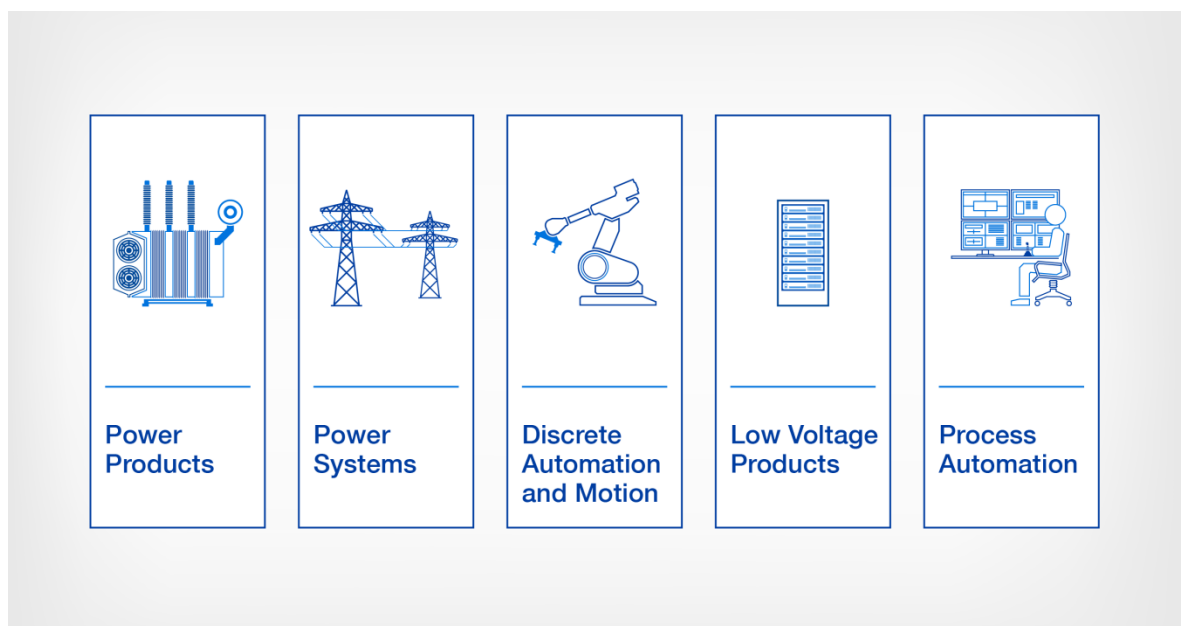 Power
Products
Power
Systems
Discrete
Automation
and Motion
Low Voltage
Products
Process
Automation